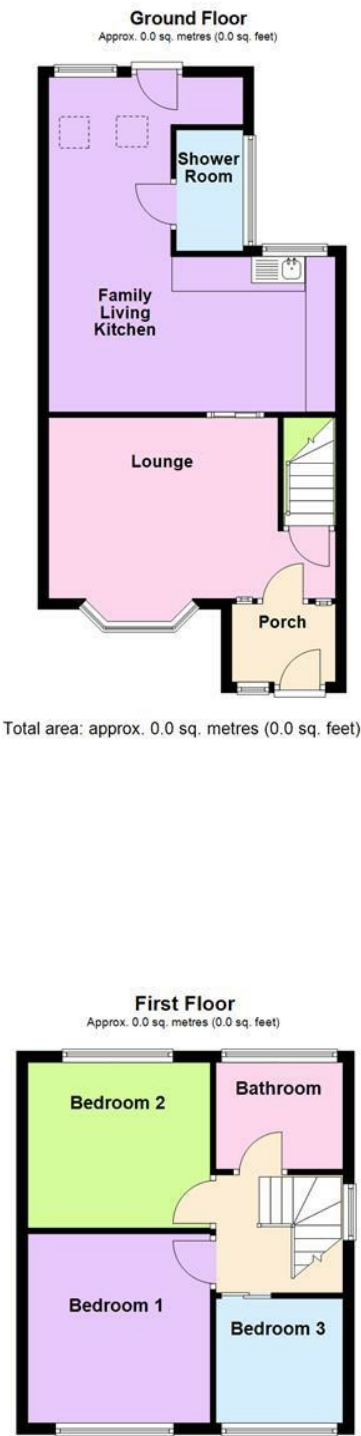 Ground Floor
Approx. 0.0 sq. metres (0.0 sq. feet)
Shower
Room
Family
Living
Kitchen
Lounge
Porch
Total area: approx. 0.0 sq. metres (0.0 sq. feet)
First Floor
Approx. 0.0 sq. metres (0.0 sq. feet)
Bedroom 2
Bathroom
Bedroom 1
Bedroom 3